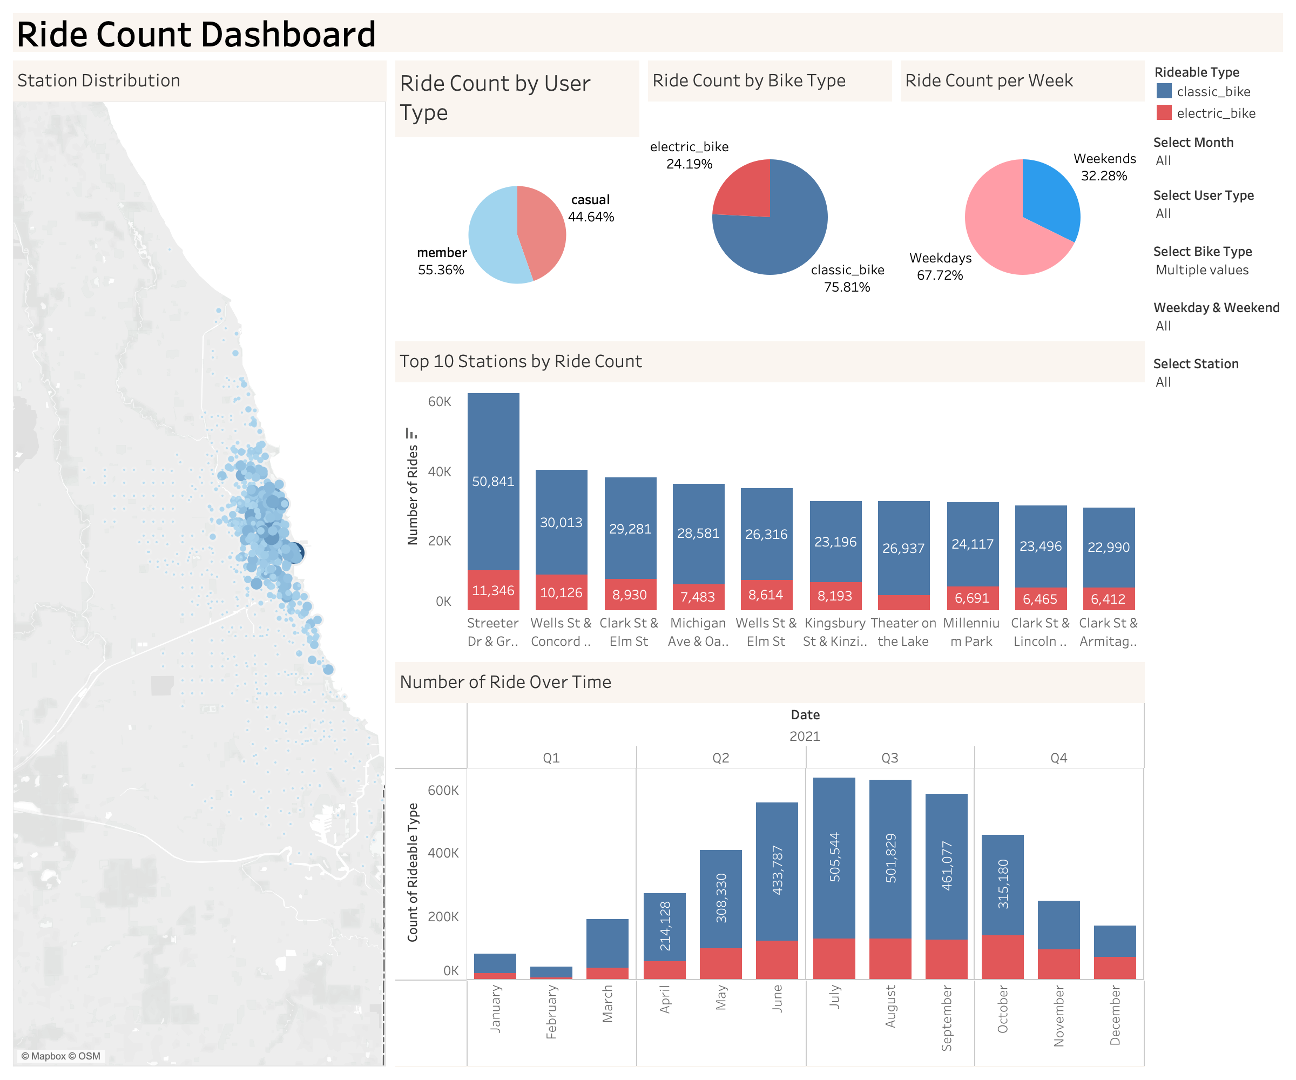 Ride Count Dashboard
Station Distribution
© Mapbox © OSM
Ride Count by User
Type
casual
44.64%
member
55.36%
Ride Count by Bike Type
electric_bike
24.19%
classic_bike
75.81%
Ride Count per Week
Weekends
32.28%
Weekdays
67.72%
Rideable Type
classic_bike
electric_bike
Select Month
All
Select User Type
All
Select Bike Type
Multiple values
Weekday & Weekend
All
Select Station
All
Top 10 Stations by Ride Count
Number of Rides
60K
40K
20K
0K
50,841
30,013
29,281
28,581
26,316
23,196
26,937
24,117
23,496
22,990
11,346
10,126
8,930
7,483
8,614
8,193
6,691
6,465
6,412
Streeter
Dr & Gr..
Wells St &
Concord ..
Clark St &
Elm St
Michigan
Ave & Oa..
Wells St &
Elm St
Kingsbury
St & Kinzi..
Theater on
the Lake
Millenniu
m Park
Clark St &
Lincoln ..
Clark St &
Armitag..
Number of Ride Over Time
Date
2021
Q1
Q2
Q3
Q4
Count of Rideable Type
600K
400K
200K
0K
214,128
308,330
433,787
505,544
501,829
461,077
315,180
January
February
March
April
May
June
July
August
September
October
November
December